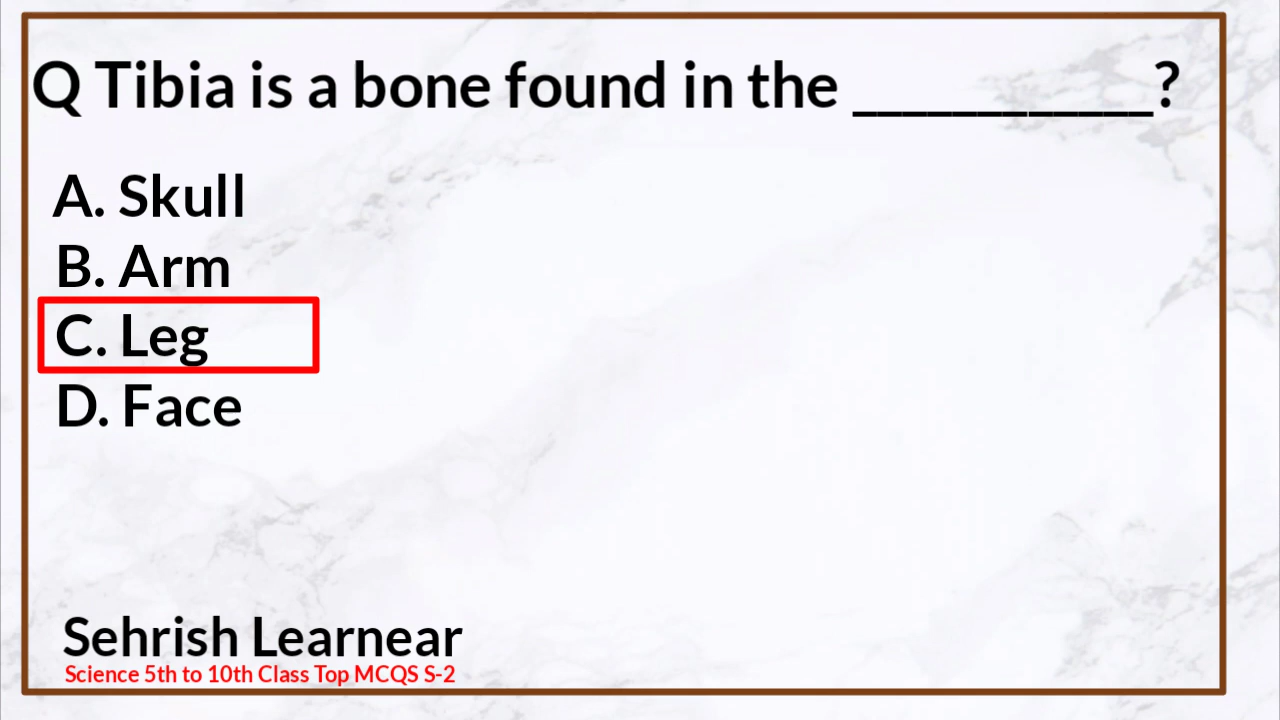 Q Tibia is a bone found in the ____________?
A. Skull
B. Arm
C. Leg
D. Face
Sehrish Learnear
Science 5th to 10th Class Top MCQS S-2